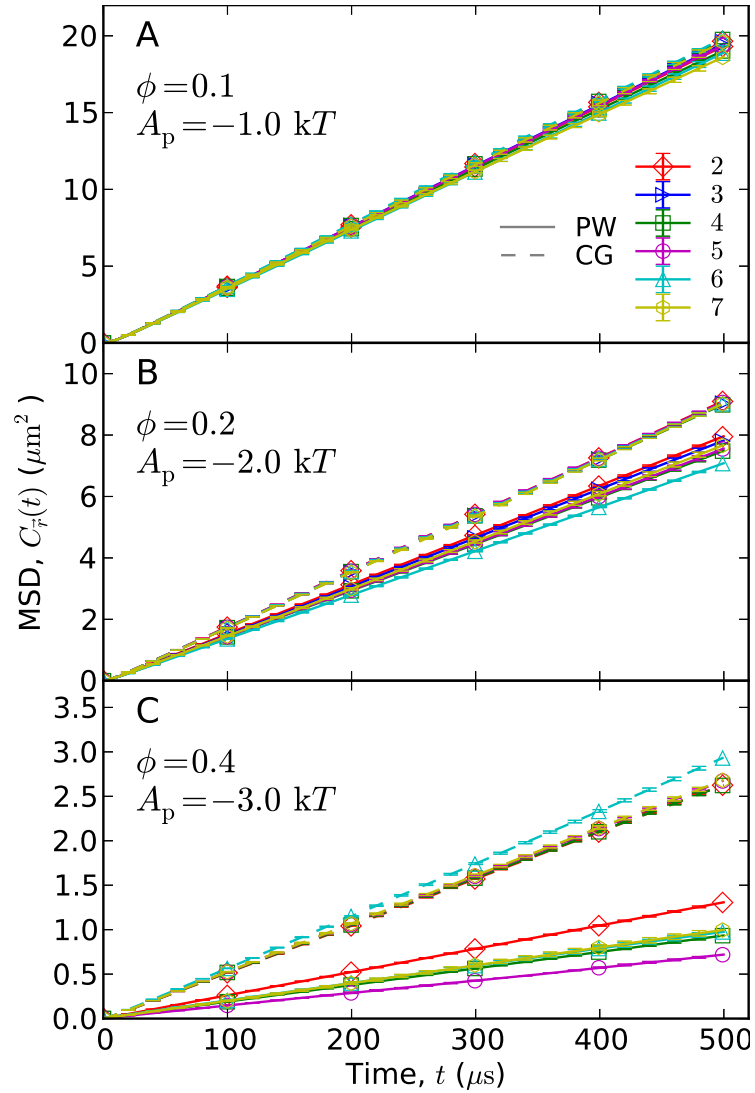 A
ϕ=0.1
A_p=−1.0 kT
20
15
10
5
0
PW
CG
2
3
4
5
6
7
B
ϕ=0.2
A_p=−2.0 kT
10
8
6
4
2
0
MSD, C_r⃗(t) (μm²)
C
ϕ=0.4
A_p=−3.0 kT
3.5
3.0
2.5
2.0
1.5
1.0
0.5
0.0
0 100 200 300 400 500
Time, t (μs)